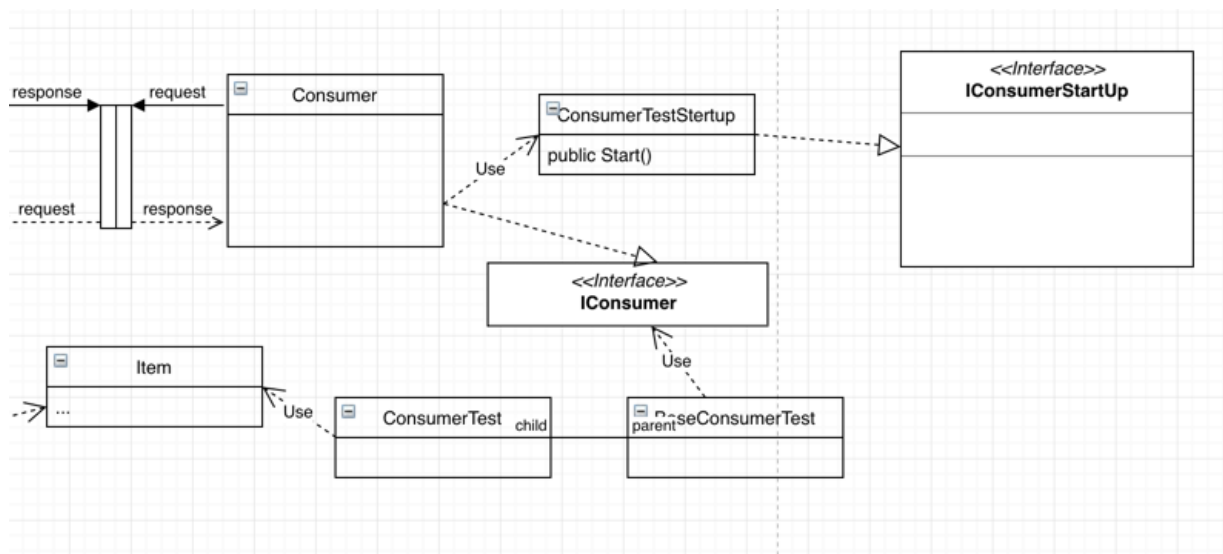 response
request
request
response
Consumer
Use
ConsumerTestStertup
public Start()
<<Interface>>
IConsumerStartUp
<<Interface>>
IConsumer
Use
Item
...
Use
ConsumerTest
child
parent
BaseConsumerTest